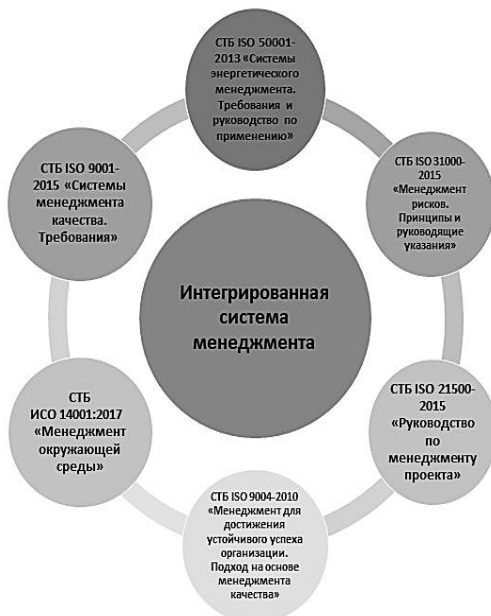 СТБ ISO 50001-
2013 «Системы
энергетического
менеджмента.
Требования и
руководство по
применению»
СТБ ISO 31000-
2015
«Менеджмент
рисков.
Принципы и
руководящие
указания»
СТБ ISO 21500-
2015
«Руководство
по
менеджменту
проекта»
СТБ ISO 9004-2010
«Менеджмент для
достижения
устойчивого успеха
организации.
Подход на основе
менеджмента
качества»
СТБ
ИСО 14001:2017
«Менеджмент
окружающей
среды»
СТБ ISO 9001-
2015 «Системы
менеджмента
качества.
Требования»
Интегрированная
система
менеджмента